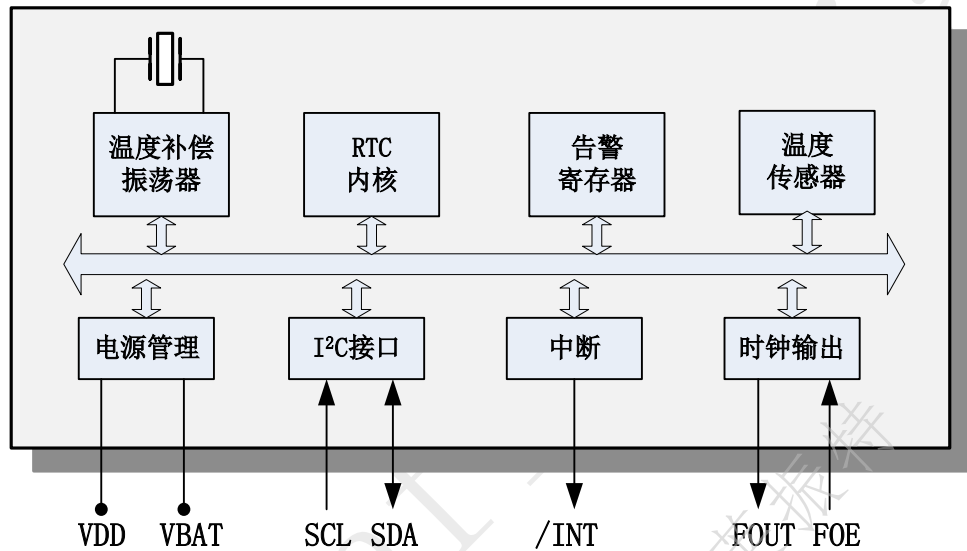 温度补偿
振荡器
RTC
内核
告警
寄存器
温度
传感器
电源管理
I²C接口
中断
时钟输出
VDD VBAT SCL SDA /INT FOUT FOE